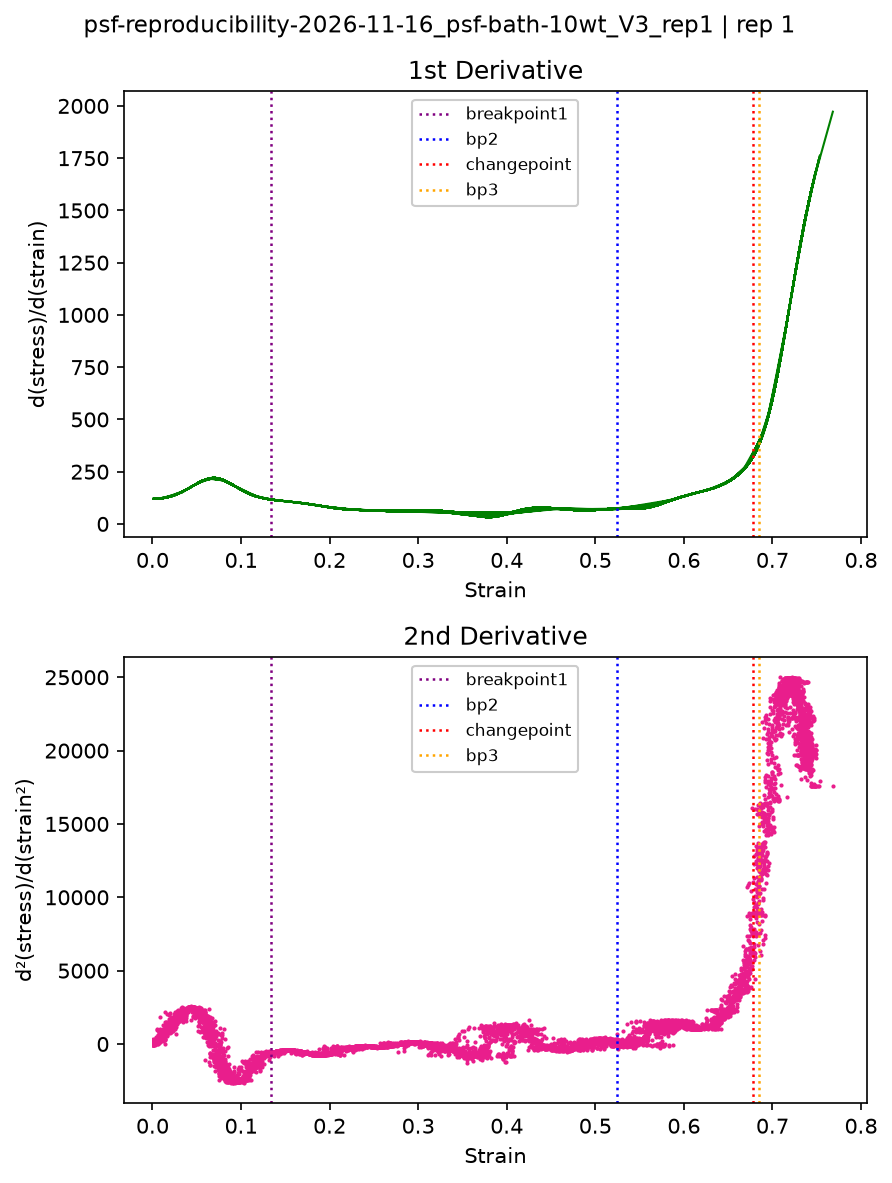 psf-reproducibility-2026-11-16_psf-bath-10wt_V3_rep1 | rep 1
1st Derivative
breakpoint1
bp2
changepoint
bp3
d(stress)/d(strain)
2000
1750
1500
1250
1000
750
500
250
0
0.0 0.1 0.2 0.3 0.4 0.5 0.6 0.7 0.8
Strain
2nd Derivative
breakpoint1
bp2
changepoint
bp3
d²(stress)/d(strain²)
25000
20000
15000
10000
5000
0
0.0 0.1 0.2 0.3 0.4 0.5 0.6 0.7 0.8
Strain